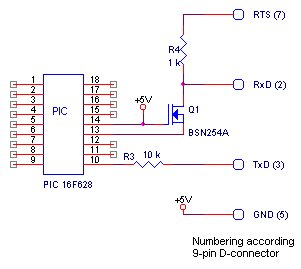 RTS (7)
R4
1 k
RxD (2)
+5V
Q1
BSN254A
1
2
3
4
5
6
7
8
9
PIC
18
17
16
15
14
13
12
11
10
R3
10 k
TxD (3)
PIC 16F628
+5V
GND (5)
Numbering according
9-pin D-connector